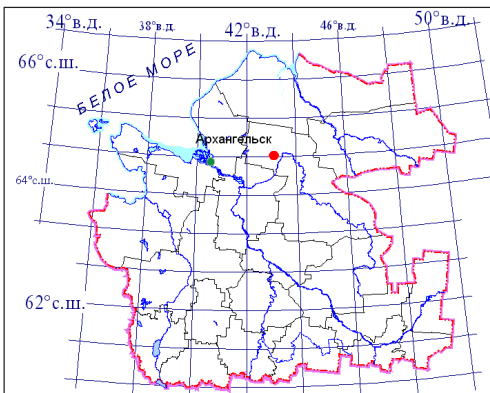 34°в.д.
38°в.д.
42°в.д.
46°в.д.
50°в.д.
66°с.ш.
БЕЛОЕ МОРЕ
Архангельск
64°с.ш.
62°с.ш.